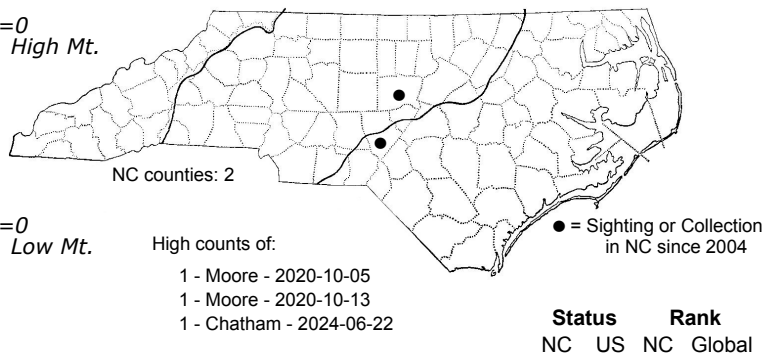 =0
High Mt.
NC counties: 2
=0
Low Mt.
High counts of:
1 - Moore - 2020-10-05
1 - Moore - 2020-10-13
1 - Chatham - 2024-06-22
● = Sighting or Collection
in NC since 2004
Status Rank
NC US NC Global